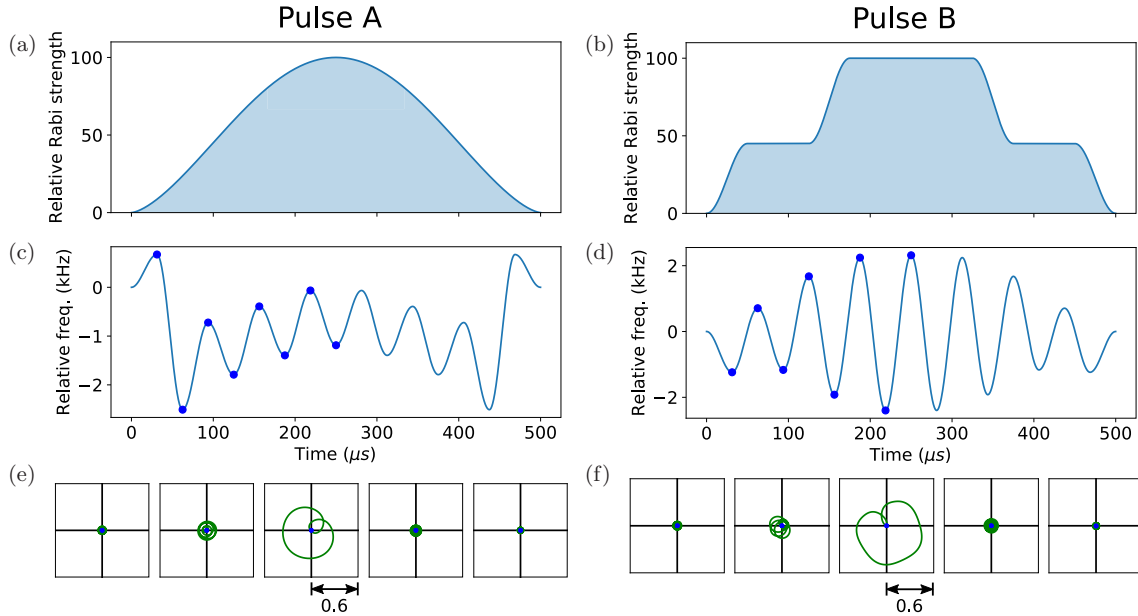 Pulse A
Pulse B
(a)
Relative Rabi strength
100
50
0
(b)
Relative Rabi strength
100
50
0
(c)
Relative freq. (kHz)
0
−1
−2
0 100 200 300 400 500
Time (μs)
(d)
Relative freq. (kHz)
2
0
−2
0 100 200 300 400 500
Time (μs)
(e)
0.6
(f)
0.6